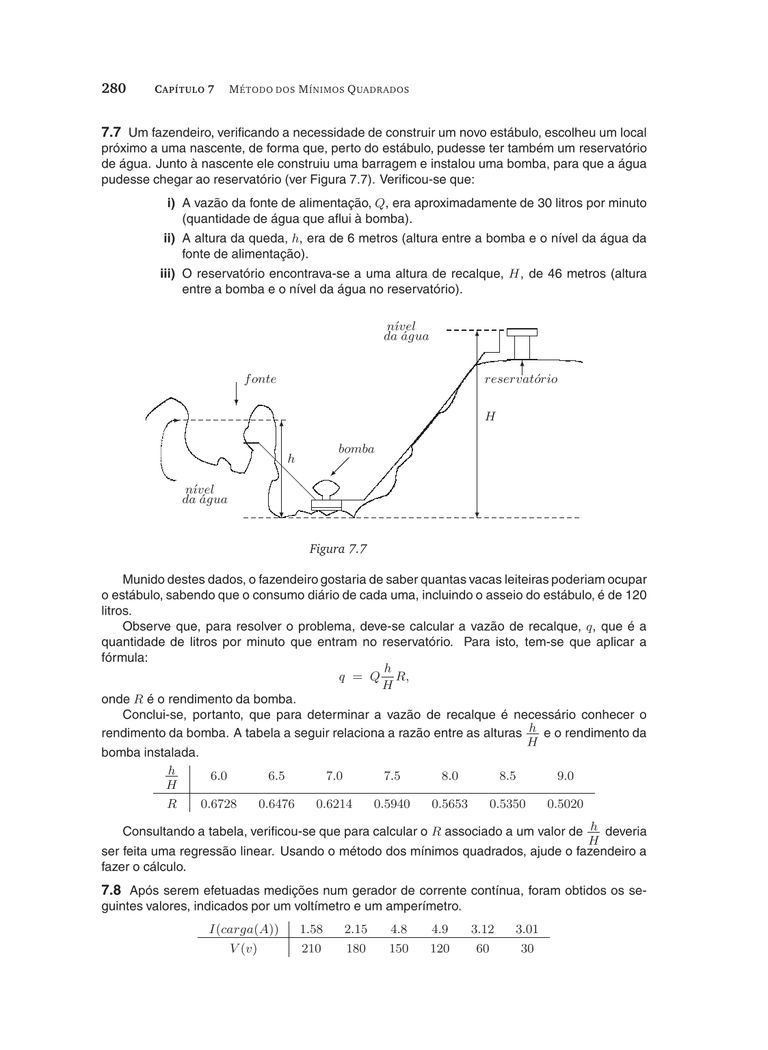 280 CAPÍTULO 7 MÉTODO DOS MÍNIMOS QUADRADOS
7.7 Um fazendeiro, verificando a necessidade de construir um novo estábulo, escolheu um local
próximo a uma nascente, de forma que, perto do estábulo, pudesse ter também um reservatório
de água. Junto à nascente ele construiu uma barragem e instalou uma bomba, para que a água
pudesse chegar ao reservatório (ver Figura 7.7). Verificou-se que:
i) A vazão da fonte de alimentação, Q, era aproximadamente de 30 litros por minuto
(quantidade de água que aflui à bomba).
ii) A altura da queda, h, era de 6 metros (altura entre a bomba e o nível da água da
fonte de alimentação).
iii) O reservatório encontrava-se a uma altura de recalque, H, de 46 metros (altura
entre a bomba e o nível da água no reservatório).
nível
da água
fonte
reservatório
H
bomba
h
nível
da água
Figura 7.7
Munido destes dados, o fazendeiro gostaria de saber quantas vacas leiteiras poderiam ocupar
o estábulo, sabendo que o consumo diário de cada uma, incluindo o asseio do estábulo, é de 120
litros.
Observe que, para resolver o problema, deve-se calcular a vazão de recalque, q, que é a
quantidade de litros por minuto que entram no reservatório. Para isto, tem-se que aplicar a
fórmula:
q = Q h/H R,
onde R é o rendimento da bomba.
Conclui-se, portanto, que para determinar a vazão de recalque é necessário conhecer o
rendimento da bomba. A tabela a seguir relaciona a razão entre as alturas h/H e o rendimento da
bomba instalada.
h/H 6.0 6.5 7.0 7.5 8.0 8.5 9.0
R 0.6728 0.6476 0.6214 0.5940 0.5653 0.5350 0.5020
Consultando a tabela, verificou-se que para calcular o R associado a um valor de h/H deveria
ser feita uma regressão linear. Usando o método dos mínimos quadrados, ajude o fazendeiro a
fazer o cálculo.
7.8 Após serem efetuadas medições num gerador de corrente contínua, foram obtidos os se-
guintes valores, indicados por um voltímetro e um amperímetro.
I(carga(A)) 1.58 2.15 4.8 4.9 3.12 3.01
V(v) 210 180 150 120 60 30